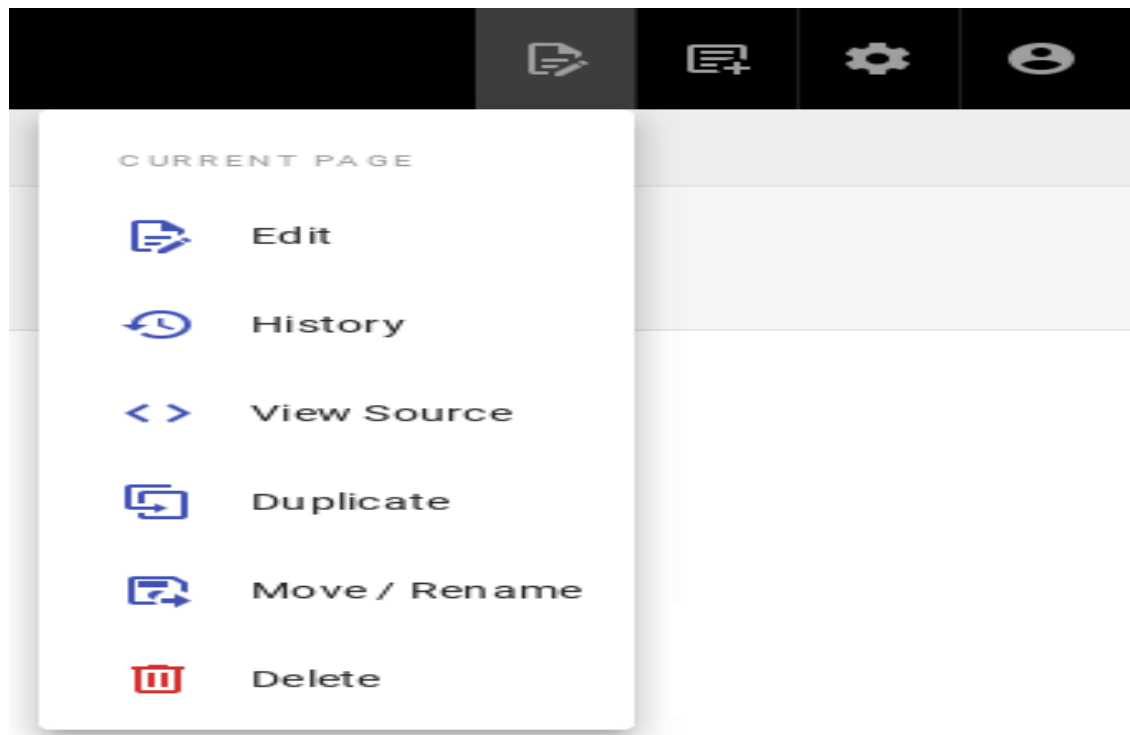 CURRENT PAGE
Edit
History
View Source
Duplicate
Move / Rename
Delete